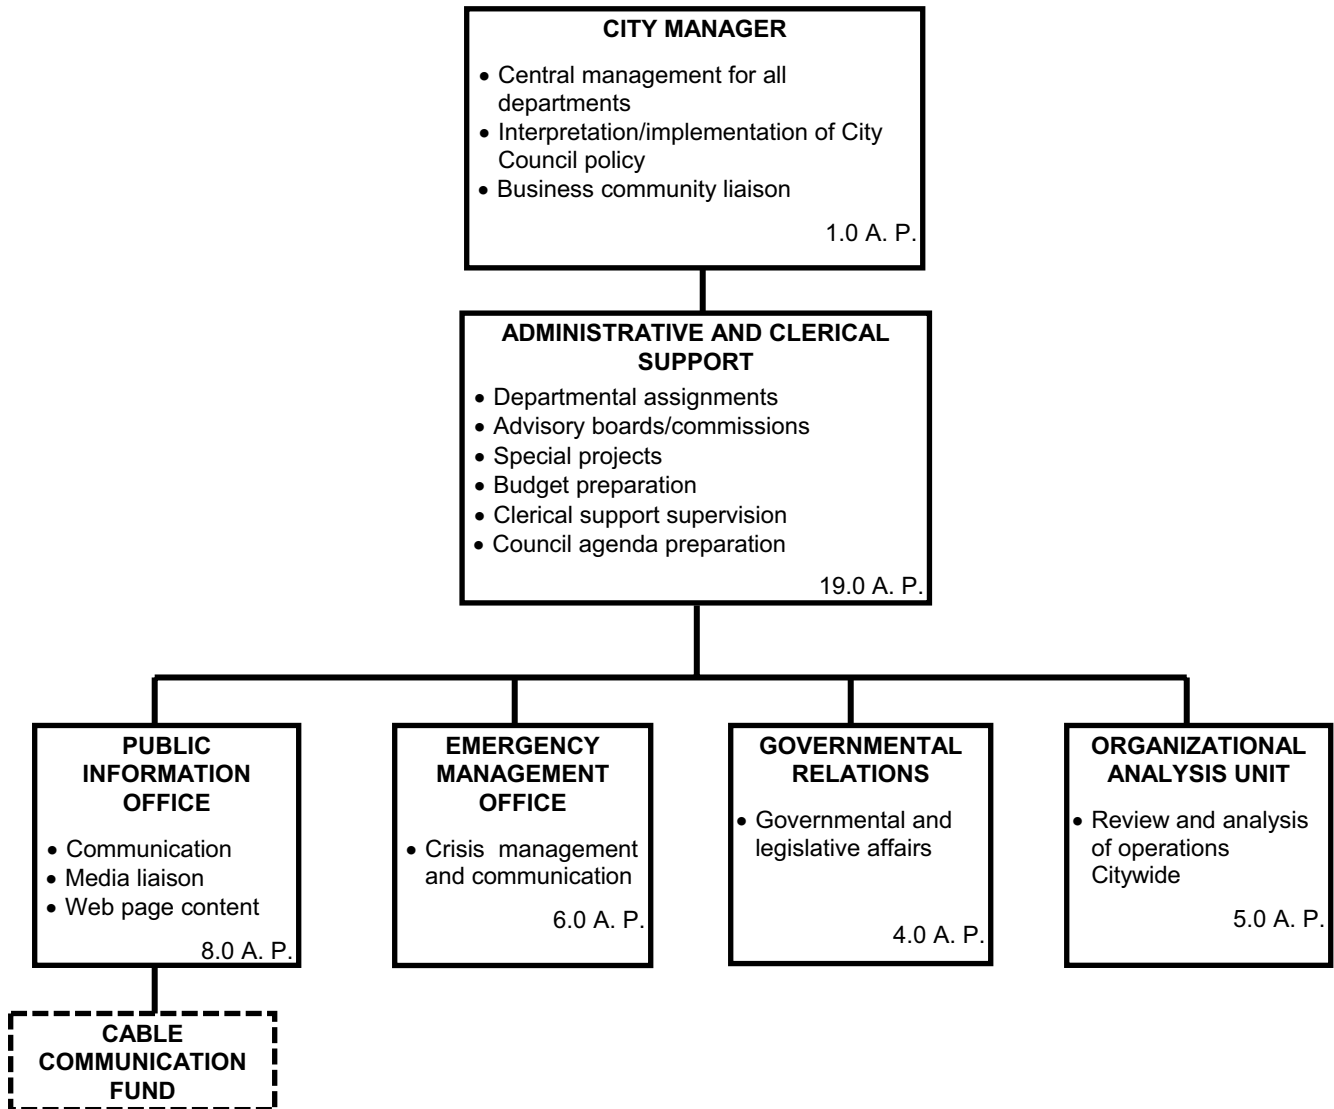 CITY MANAGER
• Central management for all
departments
• Interpretation/implementation of City
Council policy
• Business community liaison
1.0 A. P.
ADMINISTRATIVE AND CLERICAL
SUPPORT
• Departmental assignments
• Advisory boards/commissions
• Special projects
• Budget preparation
• Clerical support supervision
• Council agenda preparation
19.0 A. P.
PUBLIC
INFORMATION
OFFICE
• Communication
• Media liaison
• Web page content
8.0 A. P.
EMERGENCY
MANAGEMENT
OFFICE
• Crisis management
and communication
6.0 A. P.
GOVERNMENTAL
RELATIONS
• Governmental and
legislative affairs
4.0 A. P.
ORGANIZATIONAL
ANALYSIS UNIT
• Review and analysis
of operations
Citywide
5.0 A. P.
CABLE
COMMUNICATION
FUND